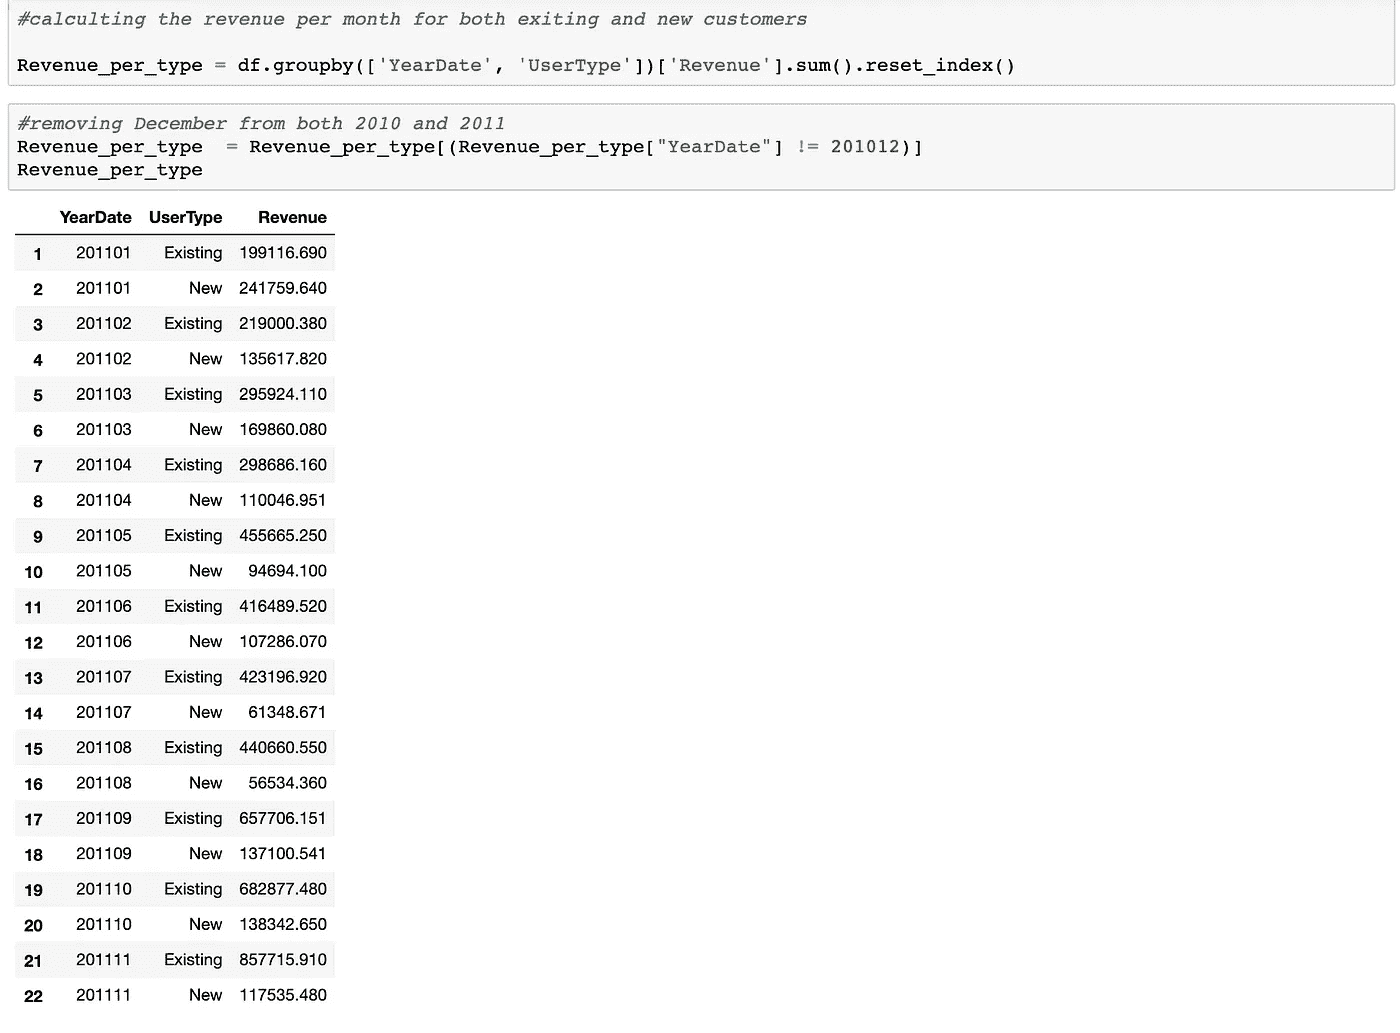 #calculting the revenue per month for both exiting and new customers
Revenue_per_type = df.groupby(['YearDate', 'UserType'])['Revenue'].sum().reset_index()
#removing December from both 2010 and 2011
Revenue_per_type  = Revenue_per_type[(Revenue_per_type["YearDate"] != 201012)]
Revenue_per_type
YearDate UserType Revenue
1 201101 Existing 199116.690
2 201101 New 241759.640
3 201102 Existing 219000.380
4 201102 New 135617.820
5 201103 Existing 295924.110
6 201103 New 169860.080
7 201104 Existing 298686.160
8 201104 New 110046.951
9 201105 Existing 455665.250
10 201105 New 94694.100
11 201106 Existing 416489.520
12 201106 New 107286.070
13 201107 Existing 423196.920
14 201107 New 61348.671
15 201108 Existing 440660.550
16 201108 New 56534.360
17 201109 Existing 657706.151
18 201109 New 137100.541
19 201110 Existing 682877.480
20 201110 New 138342.650
21 201111 Existing 857715.910
22 201111 New 117535.480